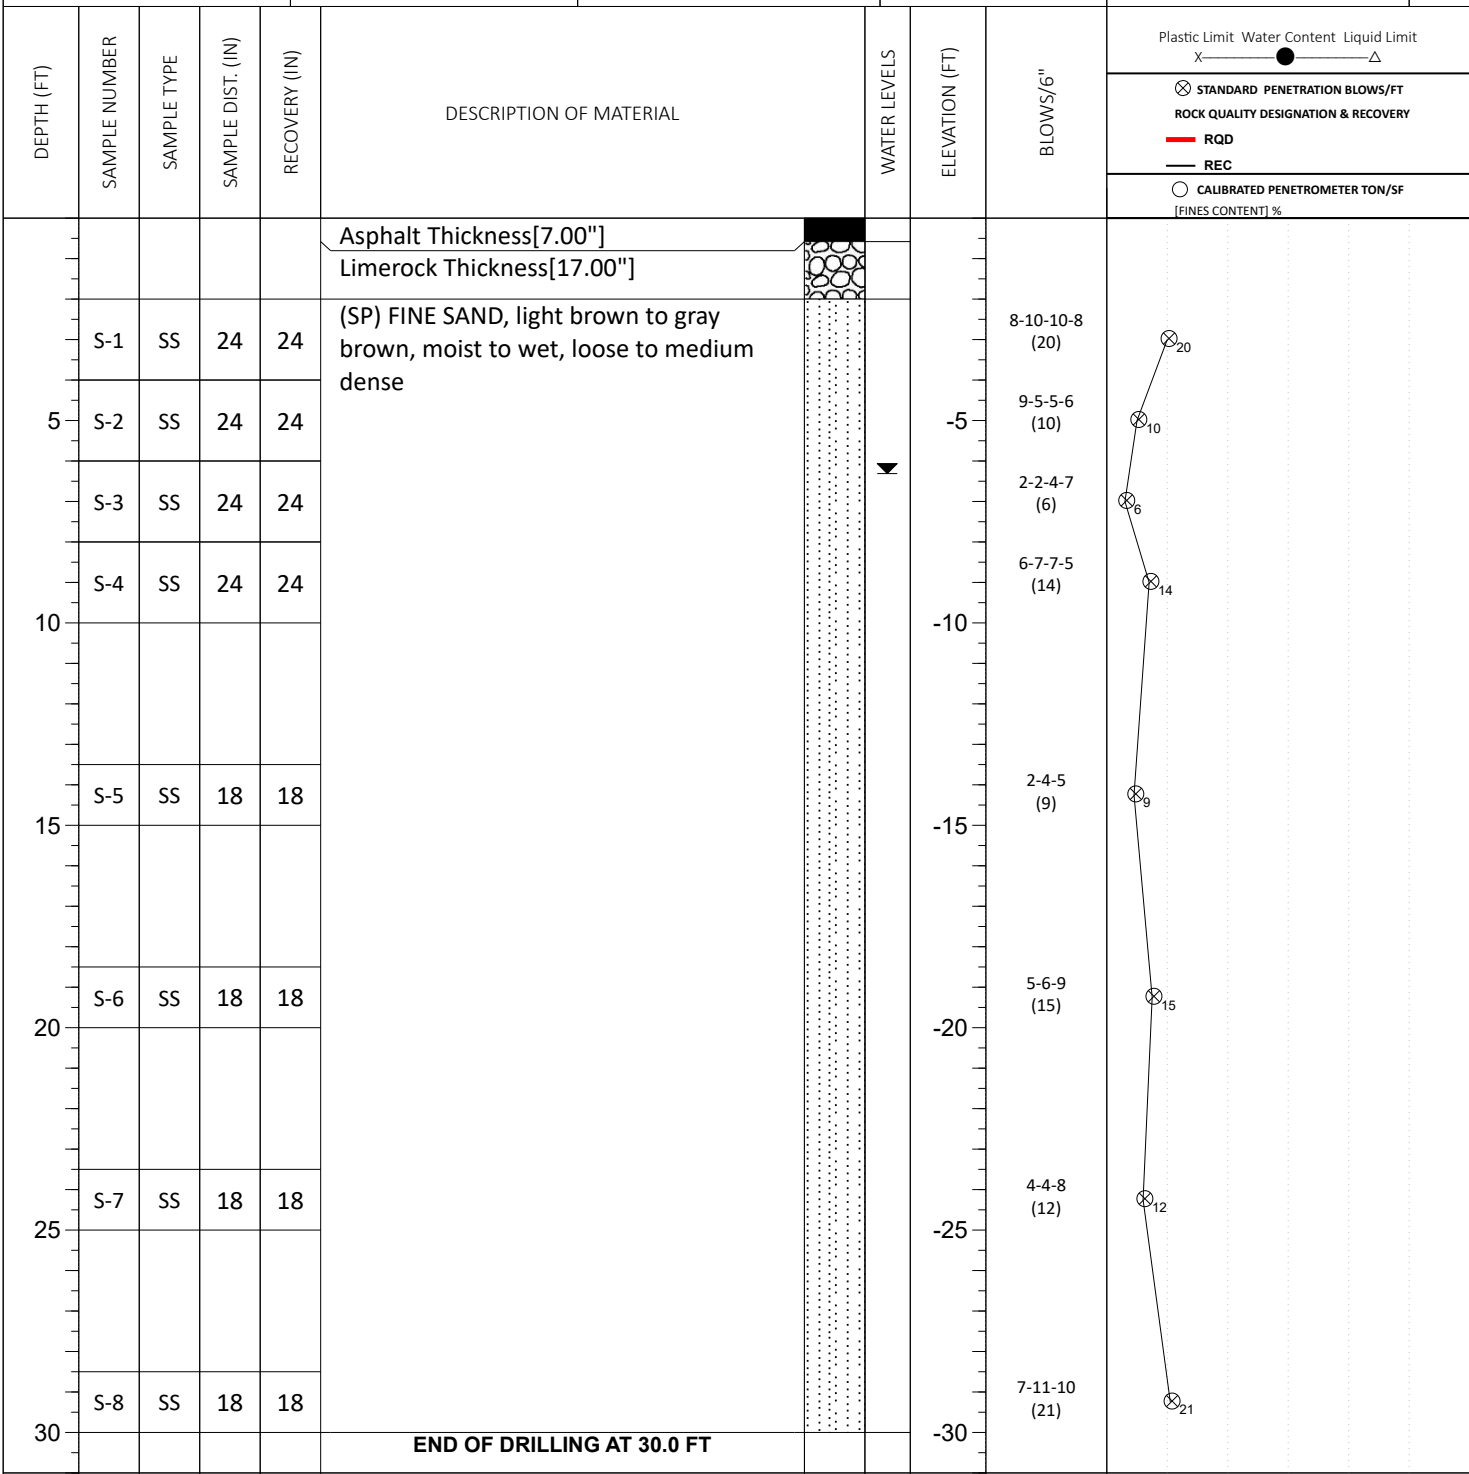 DEPTH (FT)
SAMPLE NUMBER
SAMPLE TYPE
SAMPLE DIST. (IN)
RECOVERY (IN)
DESCRIPTION OF MATERIAL
WATER LEVELS
ELEVATION (FT)
BLOWS/6"
Plastic Limit Water Content Liquid Limit
X
STANDARD PENETRATION BLOWS/FT
ROCK QUALITY DESIGNATION & RECOVERY
RQD
REC
CALIBRATED PENETROMETER TON/SF
[FINES CONTENT] %
Asphalt Thickness[7.00"]
Limerock Thickness[17.00"]
(SP) FINE SAND, light brown to gray
brown, moist to wet, loose to medium
dense
S-1 SS 24 24
8-10-10-8
(20)
20
5 S-2 SS 24 24 -5
9-5-5-6
(10)
10
S-3 SS 24 24
2-2-4-7
(6)
6
S-4 SS 24 24
6-7-7-5
(14)
14
10 -10
S-5 SS 18 18
2-4-5
(9)
9
15 -15
S-6 SS 18 18
5-6-9
(15)
15
20 -20
S-7 SS 18 18
4-4-8
(12)
12
25 -25
S-8 SS 18 18
7-11-10
(21)
21
30 -30
END OF DRILLING AT 30.0 FT